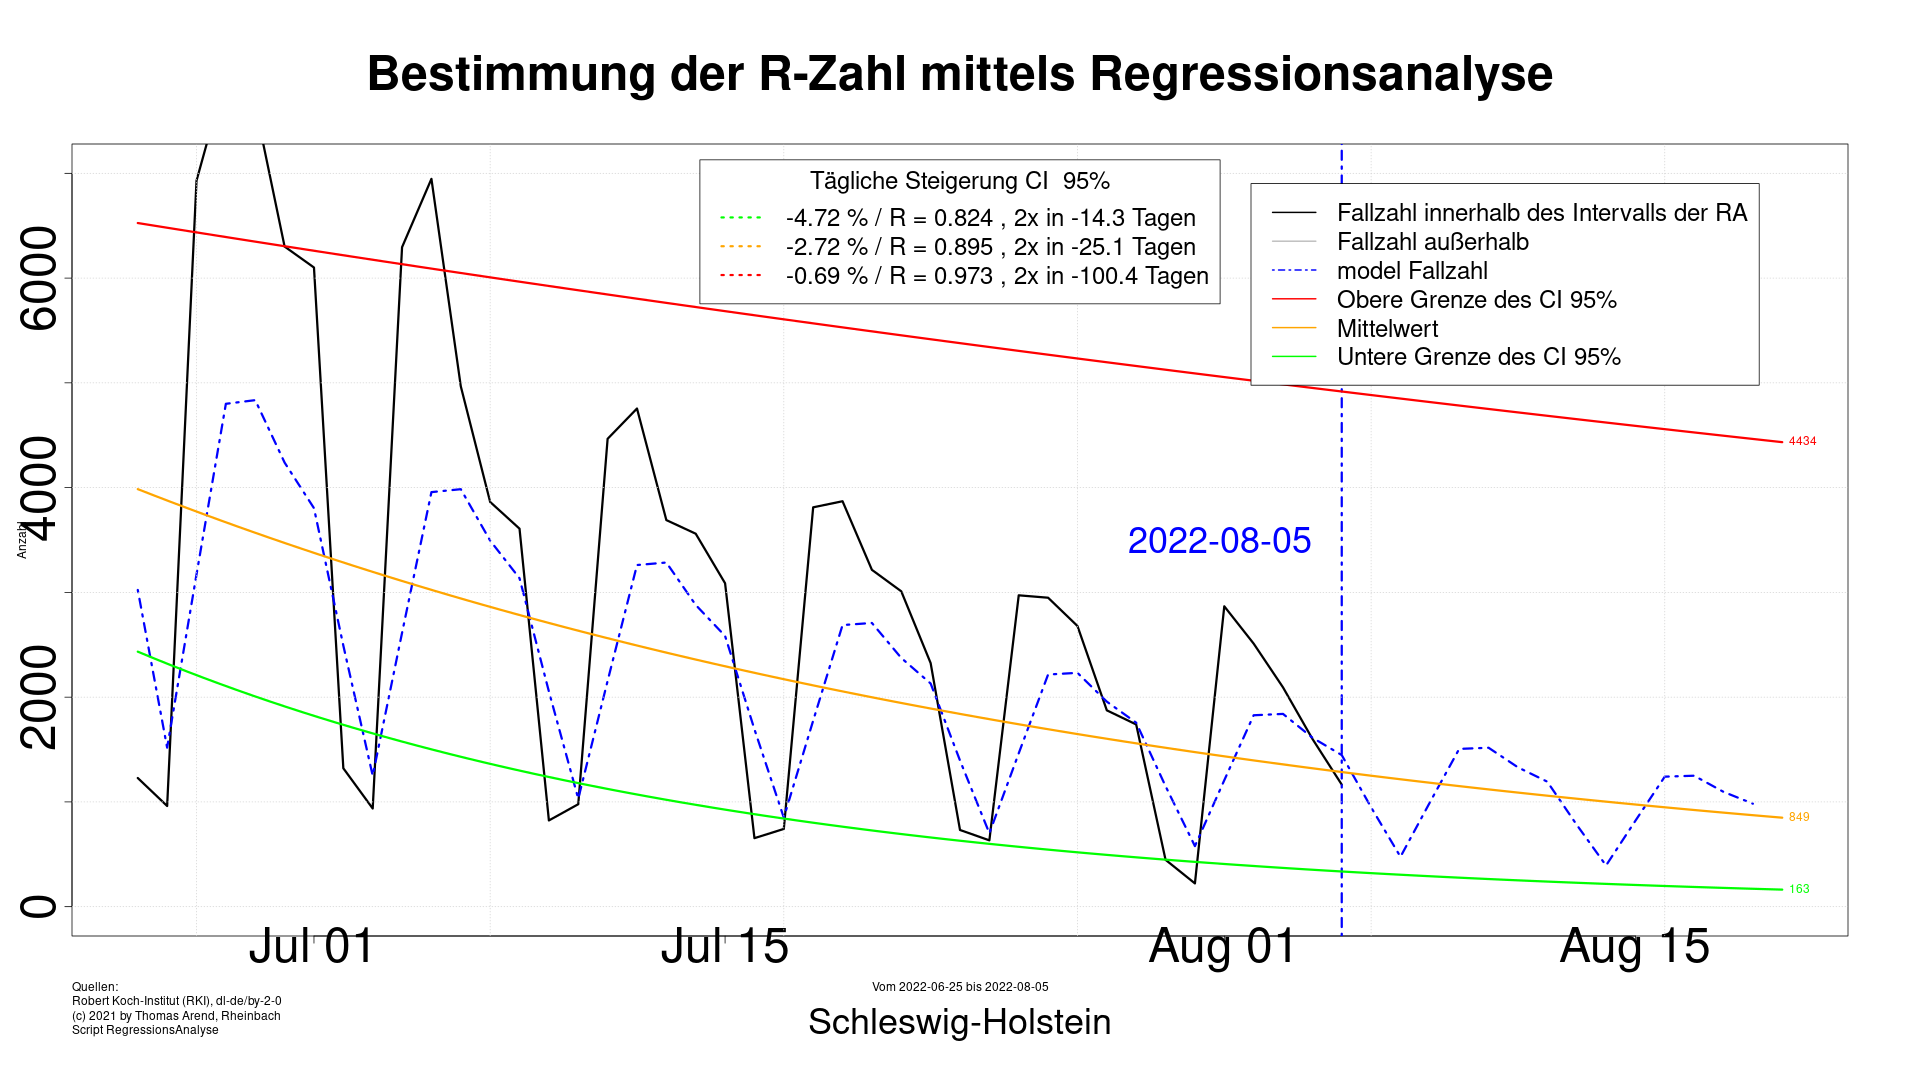 Bestimmung der R-Zahl mittels Regressionsanalyse
Tägliche Steigerung CI  95%
-4.72 % / R = 0.824 , 2x in -14.3 Tagen
-2.72 % / R = 0.895 , 2x in -25.1 Tagen
-0.69 % / R = 0.973 , 2x in -100.4 Tagen
Fallzahl innerhalb des Intervalls der RA
Fallzahl außerhalb
model Fallzahl
Obere Grenze des CI 95%
Mittelwert
Untere Grenze des CI 95%
6000
4000
2000
0
Anzahl
2022-08-05
4434
849
163
Jul 01
Jul 15
Aug 01
Aug 15
Quellen:
Robert Koch-Institut (RKI), dl-de/by-2-0
(c) 2021 by Thomas Arend, Rheinbach
Script RegressionsAnalyse
Vom 2022-06-25 bis 2022-08-05
Schleswig-Holstein